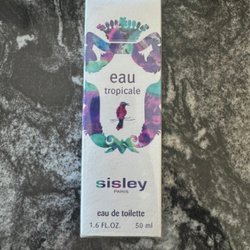 eau
tropicale
sisley
PARIS
eau de toilette
1.6 FL.OZ. 50 ml